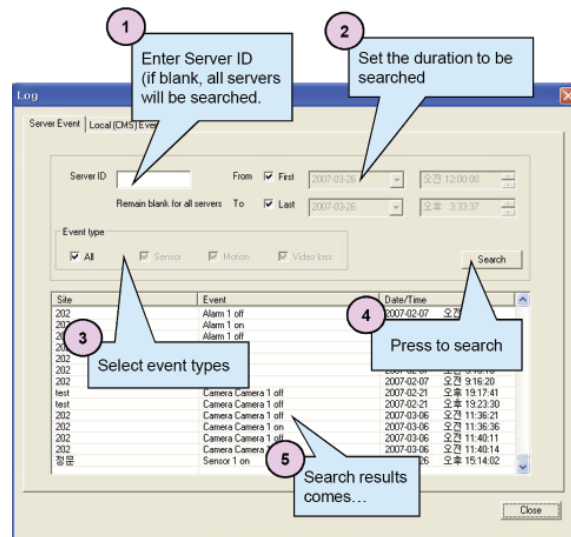 1
Enter Server ID
(if blank, all servers
will be searched.
2
Set the duration to be
searched
Log
Server Event
Local (CMS) Eve
Server ID
From
First
2007-03-26
오전 12:00:00
Remain blank for all servers
To
Last
2007-03-26
오후 3:33:37
Event type
All
Sensor
Motion
Video loss
Search
Site Event Date/Time
202 Alarm 1 off 2007-02-07 오전
202 Alarm 1 on
202 Alarm 1 off
4
Press to search
3
Select event types
202
202
202 2007-02-07 오전 9:16:20
test Camera Camera 1 off 2007-02-21 오후 19:17:41
test Camera Camera 1 off 2007-02-21 오후 19:23:30
202 Camera Camera 1 off 2007-03-06 오전 11:36:21
202 Camera Camera 1 on 2007-03-06 오전 11:36:36
202 Camera Camera 1 off 2007-03-06 오전 11:40:11
202 Camera Camera 1 2007-03-06 오전 11:40:14
정문 Sensor 1 on 26 오후 15:14:02
5
Search results
comes…
Close